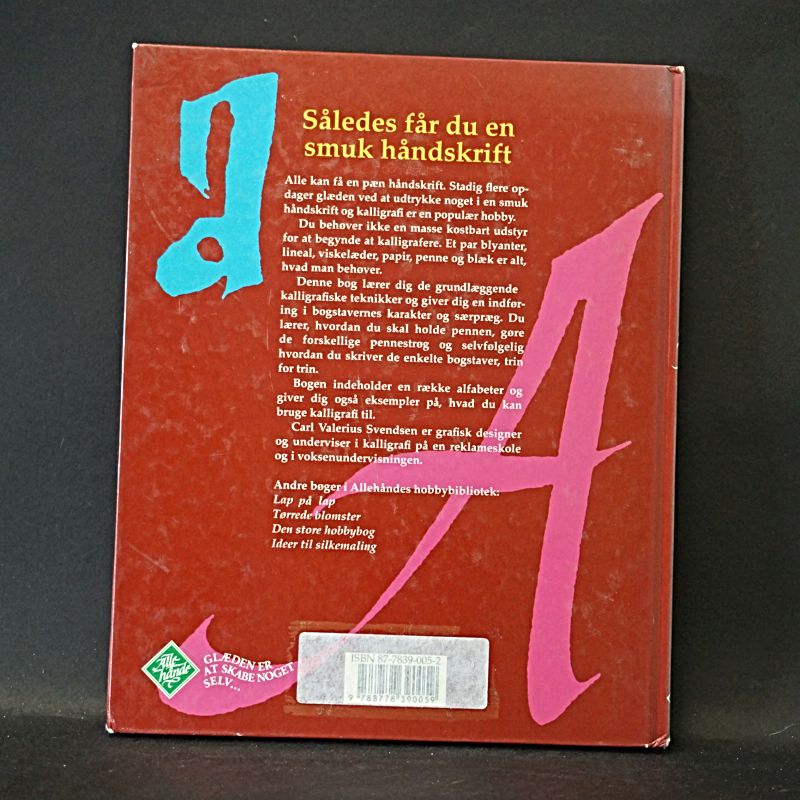 Således får du en
smuk håndskrift
Alle kan få en pæn håndskrift. Stadig flere op-
dager glæden ved at udtrykke noget i en smuk
håndskrift og kalligrafi er en populær hobby.
Du behøver ikke en masse kostbart udstyr
for at begynde at kalligrafere. Et par blyanter,
lineal, viskelæder, papir, penne og blæk er alt,
hvad man behøver.
Denne bog lærer dig de grundlæggende
kalligrafiske teknikker og giver dig en indfør-
ing i bogstavernes karakter og særpræg. Du
lærer, hvordan du skal holde pennen, gøre
de forskellige pennestrøg og selvfølgelig
hvordan du skriver de enkelte bogstaver, trin
for trin.
Bogen indeholder en række alfabeter og
giver dig også eksempler på, hvad du kan
bruge kalligrafi til.
Carl Valerius Svendsen er grafisk designer
og underviser i kalligrafi på en reklameskole
og i voksenundervisningen.
Andre bøger i Allehåndes hobbybibliotek:
Lap på lap
Tørrede blomster
Den store hobbybog
Ideer til silkemaling
Alle
hånde
GLÆDEN ER
AT SKABE NOGET
SELV...
ISBN 87-7839-005-2
9 788778 390059
A